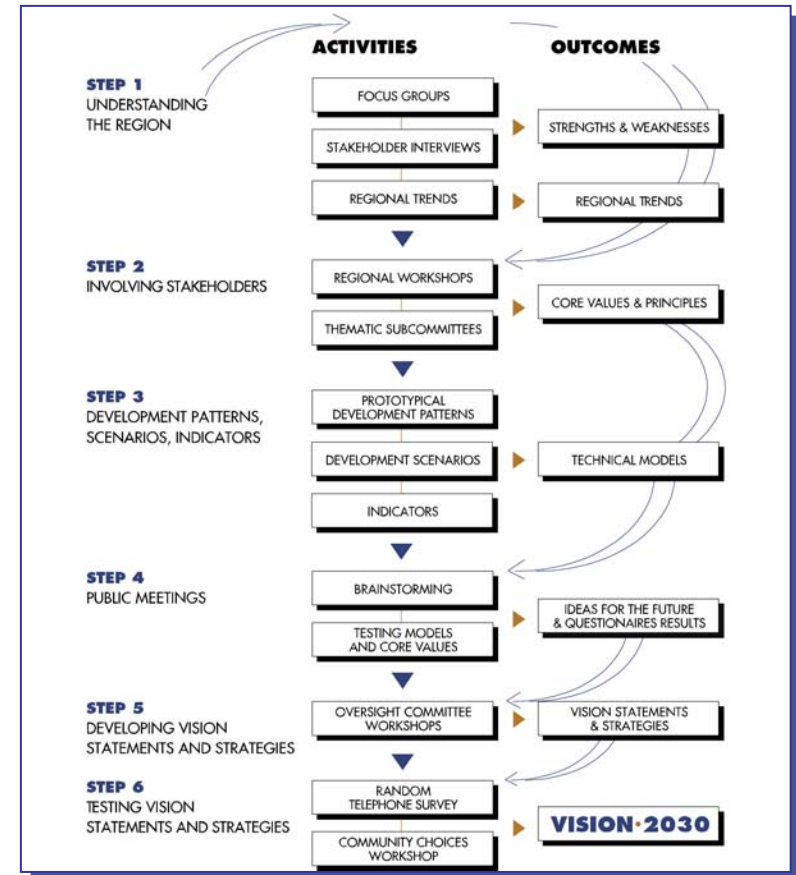 ACTIVITIES
OUTCOMES
STEP 1
UNDERSTANDING
THE REGION
FOCUS GROUPS
STAKEHOLDER INTERVIEWS
STRENGTHS & WEAKNESSES
REGIONAL TRENDS
REGIONAL TRENDS
STEP 2
INVOLVING STAKEHOLDERS
REGIONAL WORKSHOPS
THEMATIC SUBCOMMITTEES
CORE VALUES & PRINCIPLES
STEP 3
DEVELOPMENT PATTERNS,
SCENARIOS, INDICATORS
PROTOTYPICAL
DEVELOPMENT PATTERNS
DEVELOPMENT SCENARIOS
TECHNICAL MODELS
INDICATORS
STEP 4
PUBLIC MEETINGS
BRAINSTORMING
TESTING MODELS
AND CORE VALUES
IDEAS FOR THE FUTURE
& QUESTIONAIRES RESULTS
STEP 5
DEVELOPING VISION
STATEMENTS AND STRATEGIES
OVERSIGHT COMMITTEE
WORKSHOPS
VISION STATEMENTS
& STRATEGIES
STEP 6
TESTING VISION
STATEMENTS AND STRATEGIES
RANDOM
TELEPHONE SURVEY
COMMUNITY CHOICES
WORKSHOP
VISION·2030